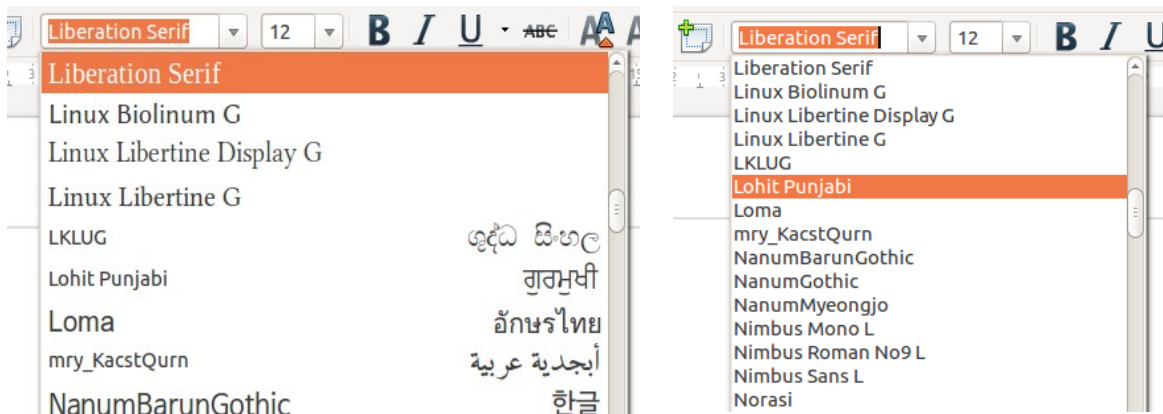 Liberation Serif 12 B I U ABC A
Liberation Serif
Linux Biolinum G
Linux Libertine Display G
Linux Libertine G
LKLUG ශුද්ධ සිංහල
Lohit Punjabi ਗੁਰਮੁਖੀ
Loma อักษรไทย
mry_KacstQurn أبجدية عربية
NanumBarunGothic 한글
Liberation Serif 12 B I U
Liberation Serif
Linux Biolinum G
Linux Libertine Display G
Linux Libertine G
LKLUG
Lohit Punjabi
Loma
mry_KacstQurn
NanumBarunGothic
NanumGothic
NanumMyeongjo
Nimbus Mono L
Nimbus Roman No9 L
Nimbus Sans L
Norasi